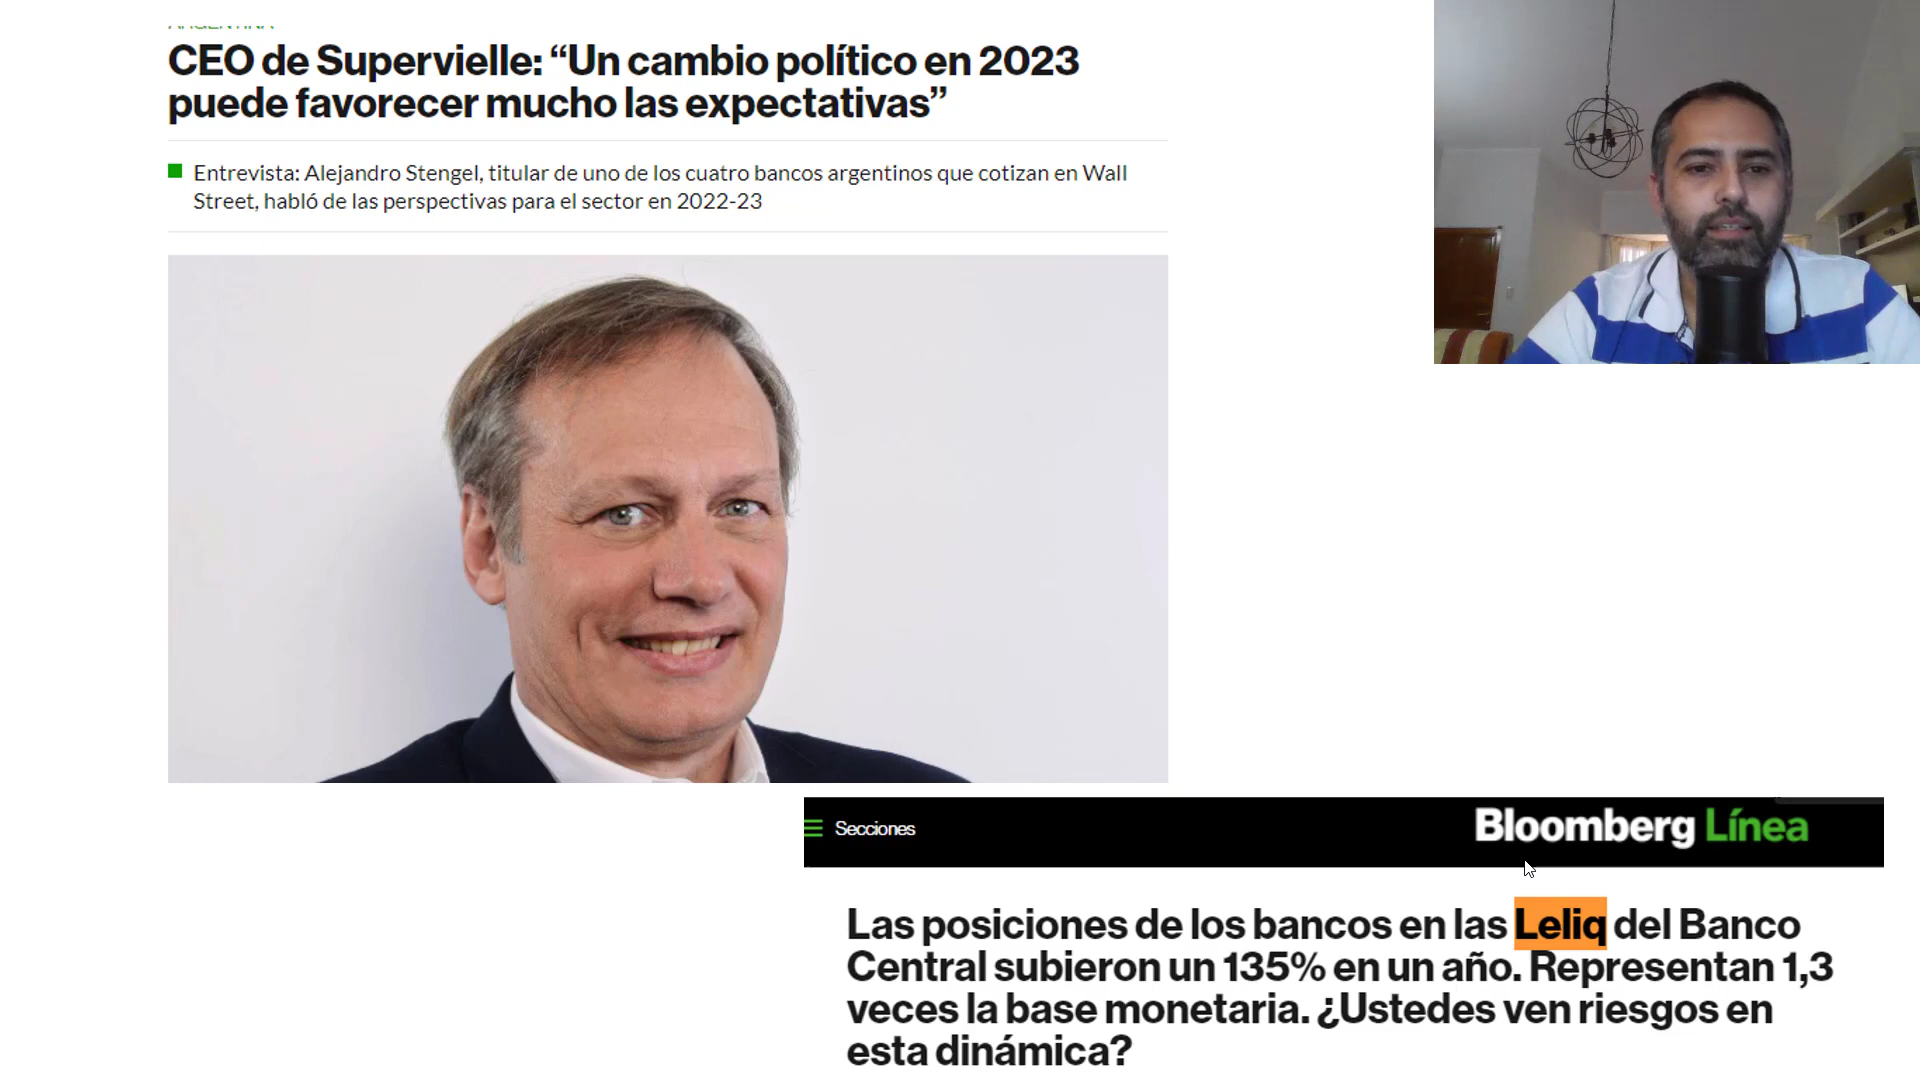 CEO de Supervielle: “Un cambio político en 2023
puede favorecer mucho las expectativas”
Entrevista: Alejandro Stengel, titular de uno de los cuatro bancos argentinos que cotizan en Wall
Street, habló de las perspectivas para el sector en 2022-23
Secciones
Bloomberg Línea
Las posiciones de los bancos en las Leliq del Banco
Central subieron un 135% en un año. Representan 1,3
veces la base monetaria. ¿Ustedes ven riesgos en
esta dinámica?